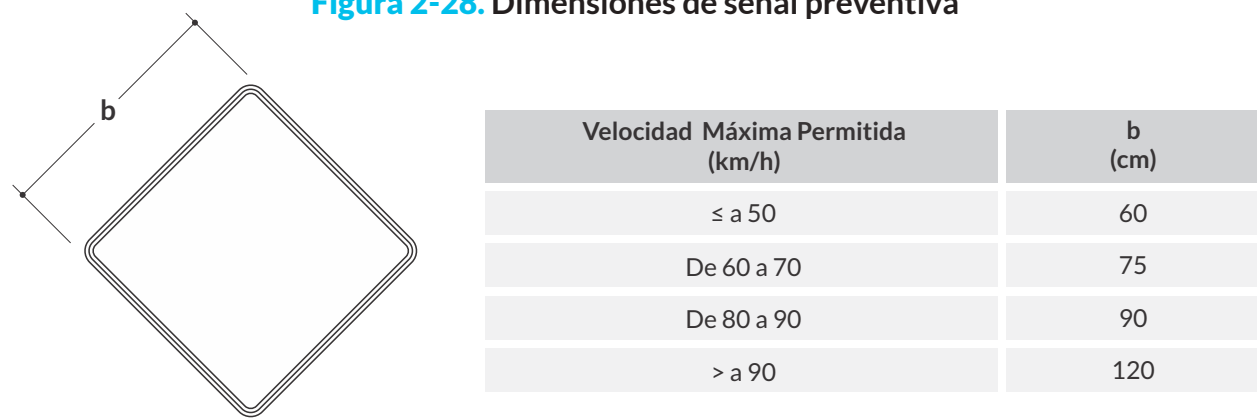 Figura 2-28. Dimensiones de señal preventiva
b
Velocidad Máxima Permitida (km/h) b (cm)
≤ a 50 60
De 60 a 70 75
De 80 a 90 90
> a 90 120